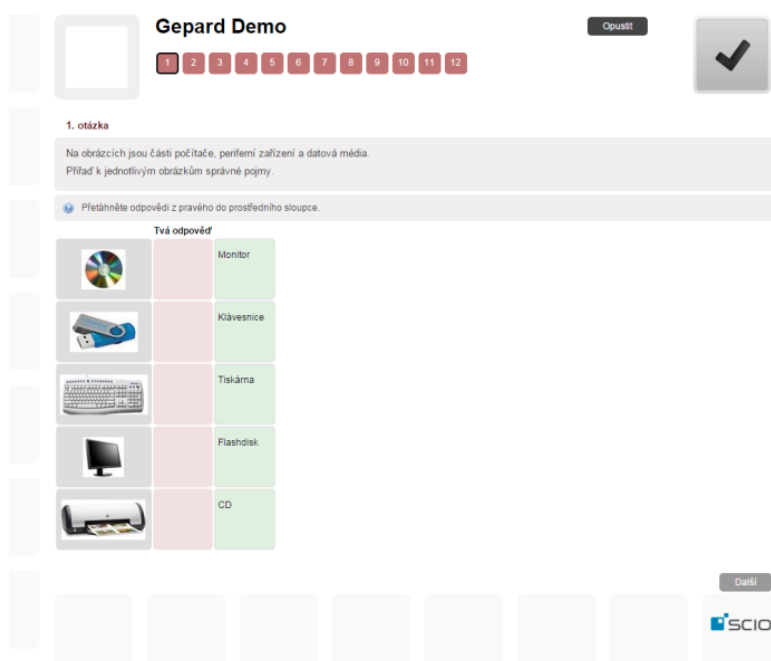 Gepard Demo
Opustit
1 2 3 4 5 6 7 8 9 10 11 12
1. otázka
Na obrázcích jsou části počítače, periferní zařízení a datová média.
Přiřaď k jednotlivým obrázkům správné pojmy.
Přetáhněte odpovědi z pravého do prostředního sloupce.
Tvá odpověď
Monitor
Klávesnice
Tiskárna
Flashdisk
CD
Další
SCIO